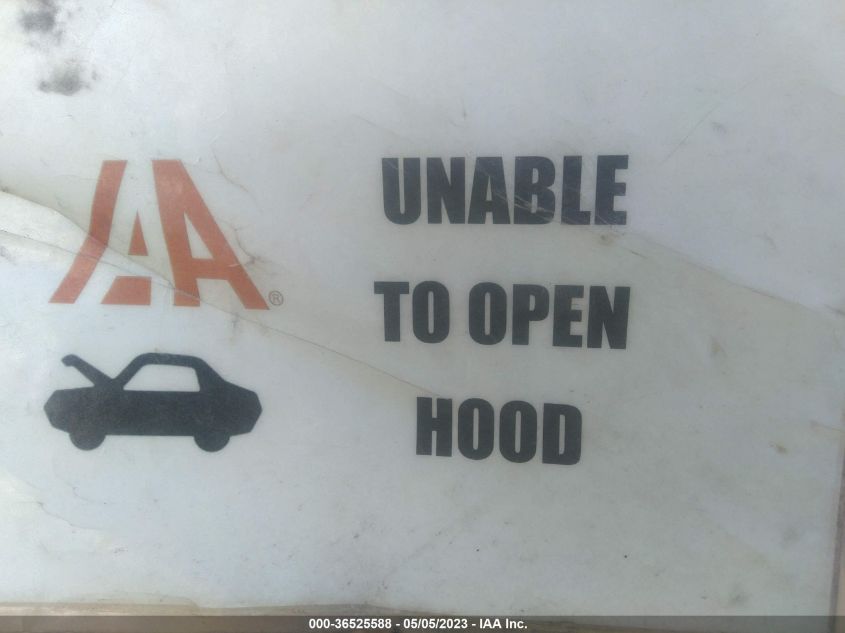 IAA®
UNABLE
TO OPEN
HOOD
000-36525588 - 05/05/2023 - IAA Inc.